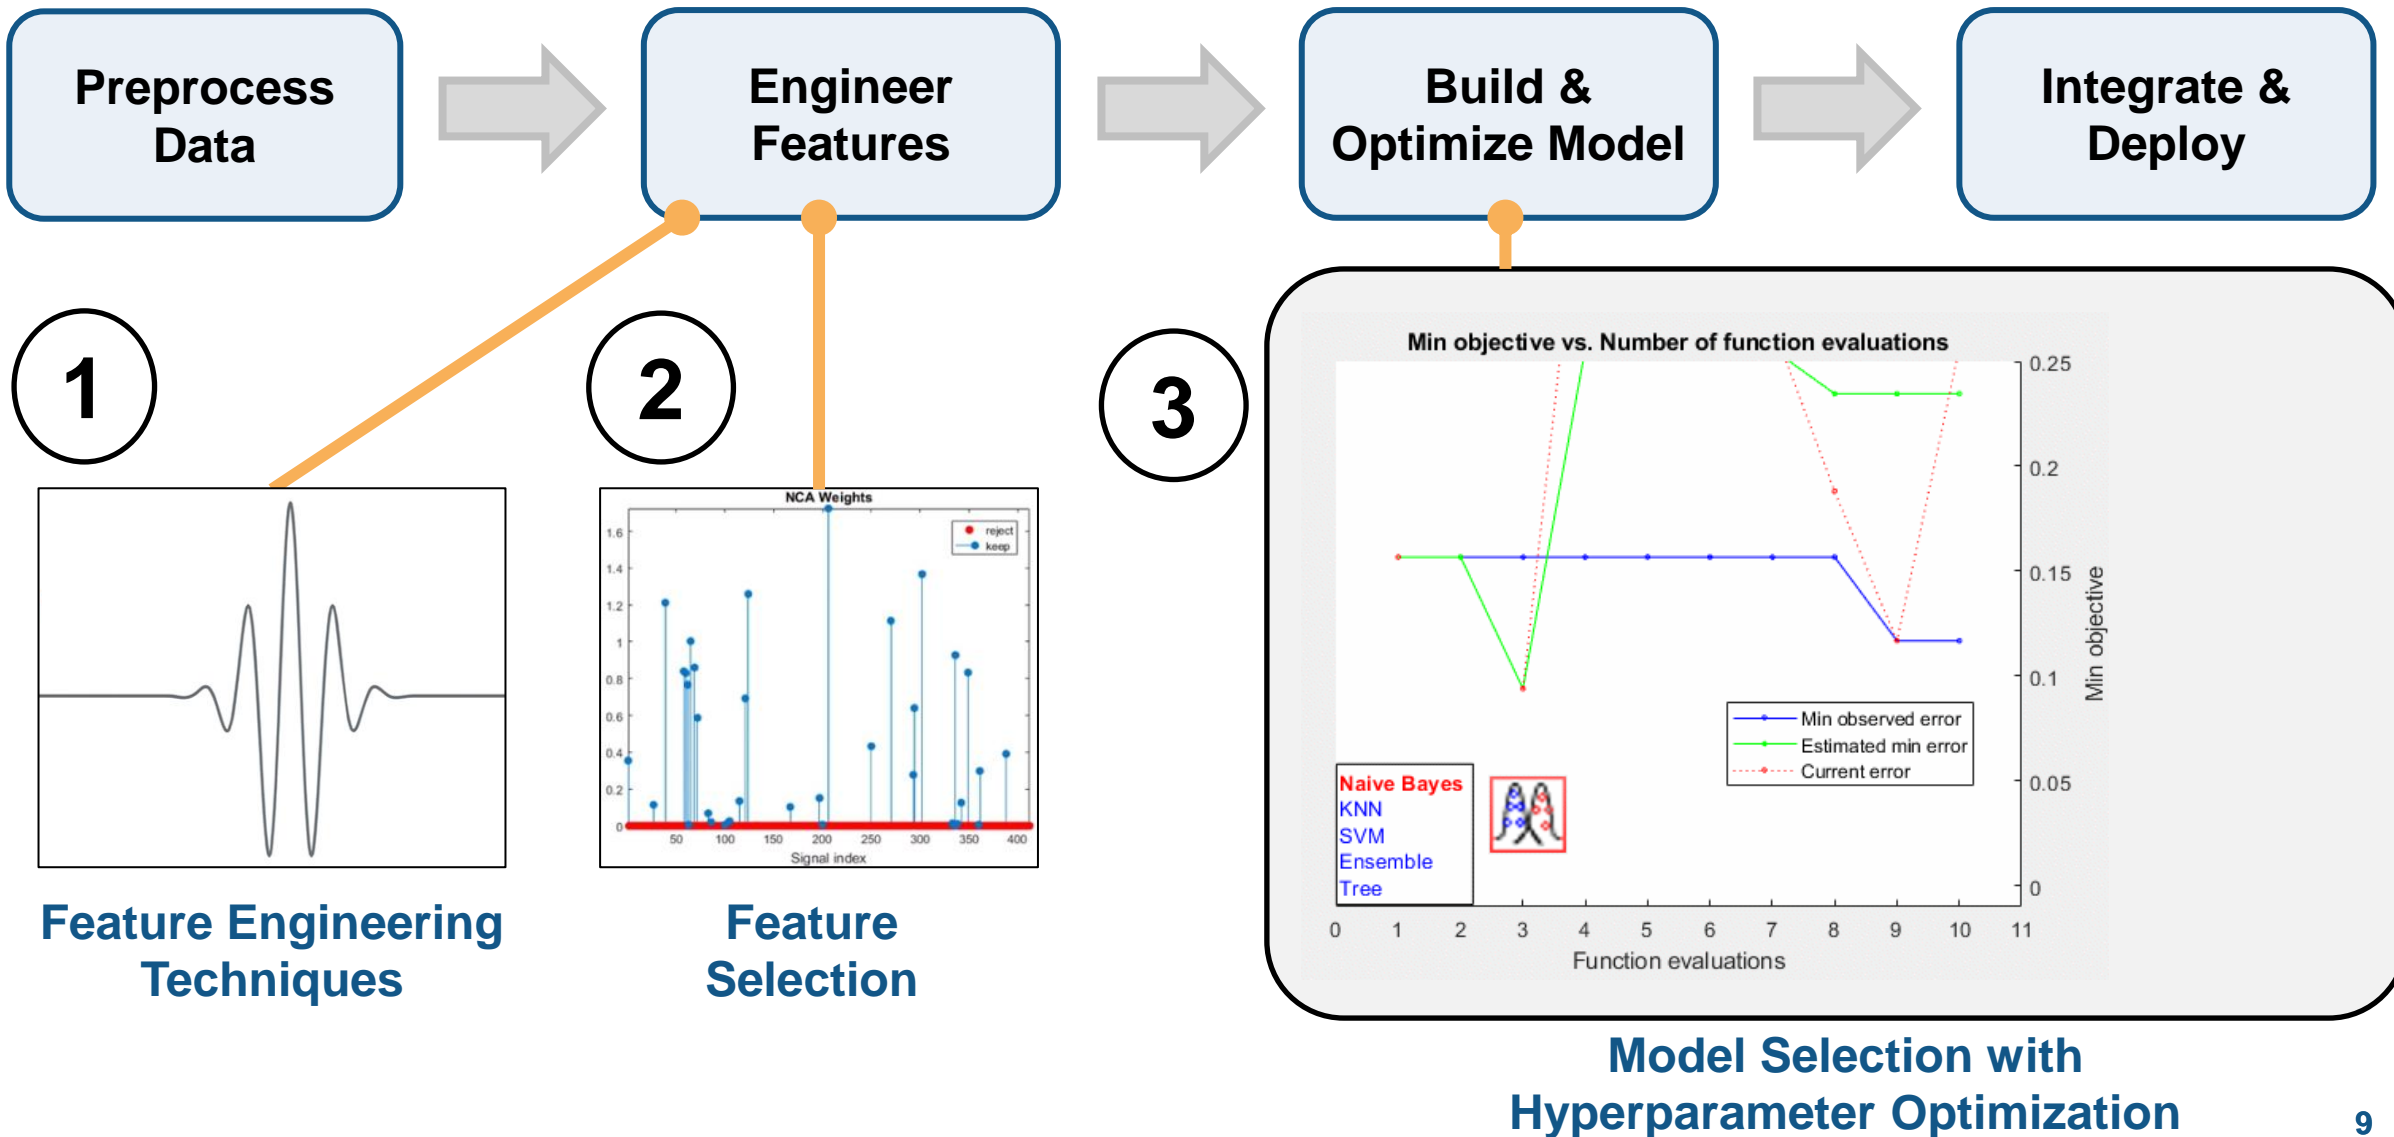 Preprocess
Data
Engineer
Features
Build &
Optimize Model
Integrate &
Deploy
1
2
3
NCA Weights
reject
keep
1.6
1.4
1.2
1
0.8
0.6
0.4
0.2
0
50 100 150 200 250 300 350 400
Signal index
Feature Engineering
Techniques
Feature
Selection
Min objective vs. Number of function evaluations
0.25
0.2
0.15
0.1
0.05
0
Min objective
Min observed error
Estimated min error
Current error
Naive Bayes
KNN
SVM
Ensemble
Tree
0 1 2 3 4 5 6 7 8 9 10 11
Function evaluations
Model Selection with
Hyperparameter Optimization
9